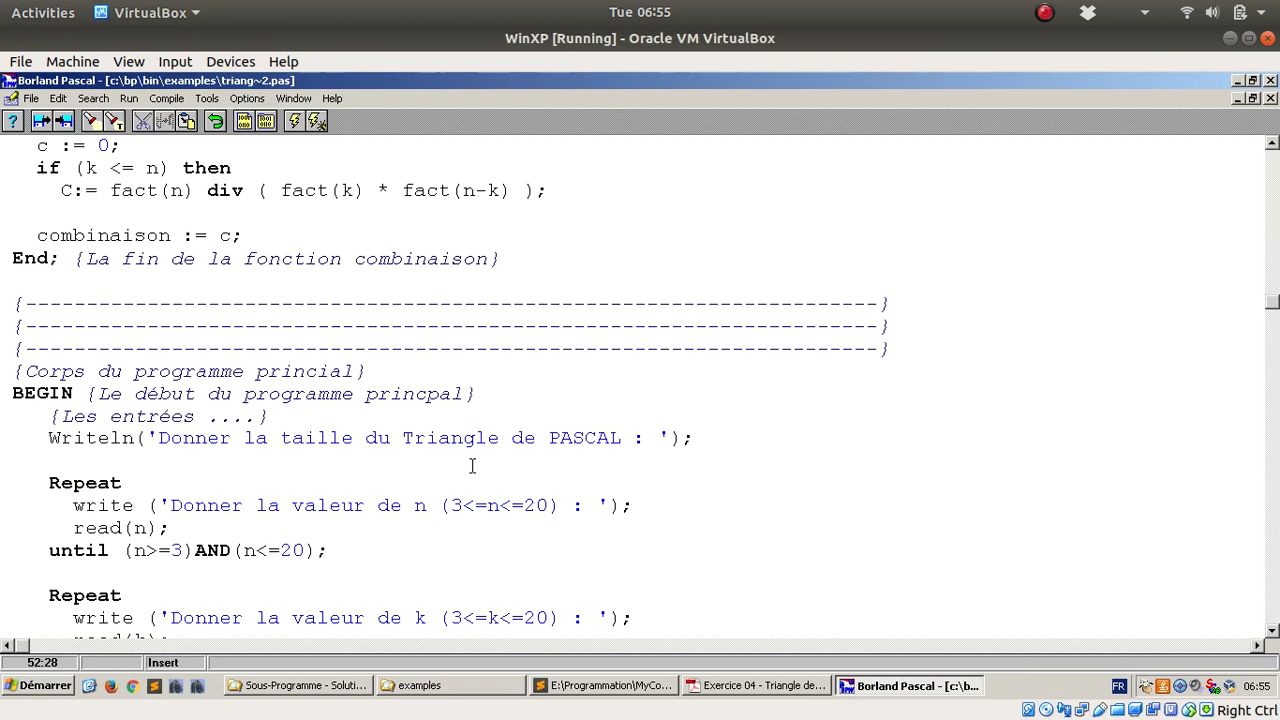 Activities VirtualBox Tue 06:55
WinXP [Running] - Oracle VM VirtualBox
File Machine View Input Devices Help
Borland Pascal - [c:\bp\bin\examples\triang~2.pas]
File Edit Search Run Compile Tools Options Window Help
c := 0;
if (k <= n) then
C:= fact(n) div ( fact(k) * fact(n-k) );
combinaison := c;
End; {La fin de la fonction combinaison}
{----------------------------------------------------------------------}
{----------------------------------------------------------------------}
{----------------------------------------------------------------------}
{Corps du programme princial}
BEGIN {Le début du programme princpal}
{Les entrées ....}
Writeln('Donner la taille du Triangle de PASCAL : ');
Repeat
write ('Donner la valeur de n (3<=n<=20) : ');
read(n);
until (n>=3)AND(n<=20);
Repeat
write ('Donner la valeur de k (3<=k<=20) : ');
52:28 Insert
Démarrer Sous-Programme - Soluti... examples E:\Programmation\MyCo... Exercice 04 - Triangle de... Borland Pascal - [c:\b... FR 06:55
Right Ctrl